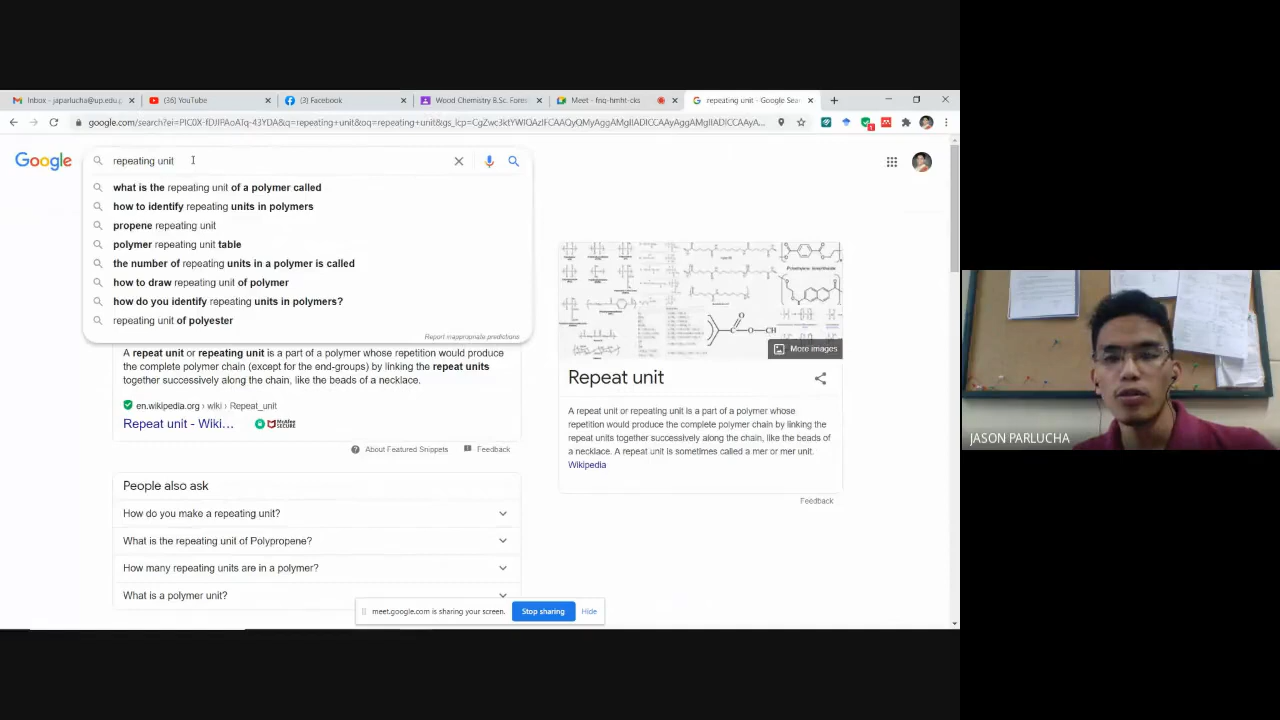 Inbox - japarlucha@up.edu.p
(36) YouTube
(3) Facebook
Wood Chemistry B.Sc. Fores
Meet - fnq-hmht-cks
repeating unit - Google Sea
Google
repeating unit
what is the repeating unit of a polymer called
how to identify repeating units in polymers
propene repeating unit
polymer repeating unit table
the number of repeating units in a polymer is called
how to draw repeating unit of polymer
how do you identify repeating units in polymers?
repeating unit of polyester
Report inappropriate predictions
A repeat unit or repeating unit is a part of a polymer whose
repetition would produce the complete polymer chain (except for the end-groups) by linking the repeat units
together successively along the chain, like the beads of a necklace.
en.wikipedia.org › wiki › Repeat_unit
Repeat unit - Wiki...
About Featured Snippets
Feedback
People also ask
How do you make a repeating unit?
What is the repeating unit of Polypropene?
How many repeating units are in a polymer?
What is a polymer unit?
More images
Repeat unit
A repeat unit or repeating unit is a part of a polymer whose
repetition would produce the complete polymer chain by linking the
repeat units together successively along the chain, like the beads of
a necklace. A repeat unit is sometimes called a mer or mer unit.
Wikipedia
Feedback
meet.google.com is sharing your screen.
Stop sharing
Hide
JASON PARLUCHA